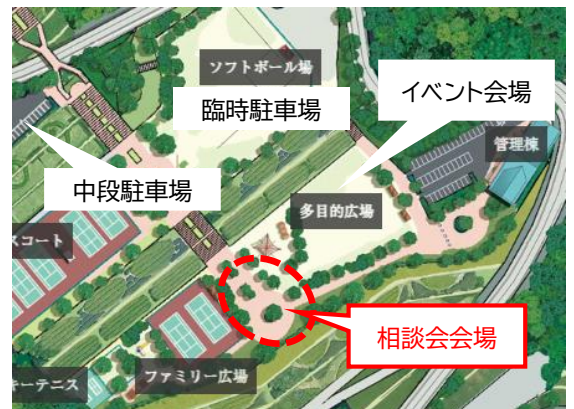 ソフトボール場
臨時駐車場
イベント会場
管理棟
中段駐車場
多目的広場
スコート
相談会会場
ファミリー広場
キーテニス